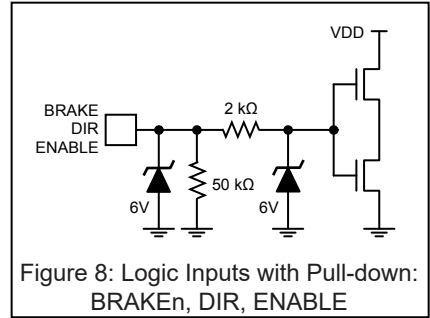 VDD
BRAKE
DIR
ENABLE
2 kΩ
6V
50 kΩ
6V
Figure 8: Logic Inputs with Pull-down:
BRAKEn, DIR, ENABLE